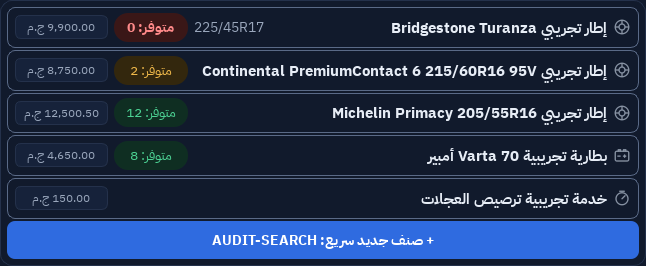 إطار تجريبي Bridgestone Turanza 225/45R17 متوفر: 0 9,900.00 ج.م
إطار تجريبي Continental PremiumContact 6 215/60R16 95V متوفر: 2 8,750.00 ج.م
إطار تجريبي Michelin Primacy 205/55R16 متوفر: 12 12,500.50 ج.م
بطارية تجريبية Varta 70 أمبير متوفر: 8 4,650.00 ج.م
خدمة تجريبية ترصيص العجلات 150.00 ج.م
+ صنف جديد سريع: AUDIT-SEARCH